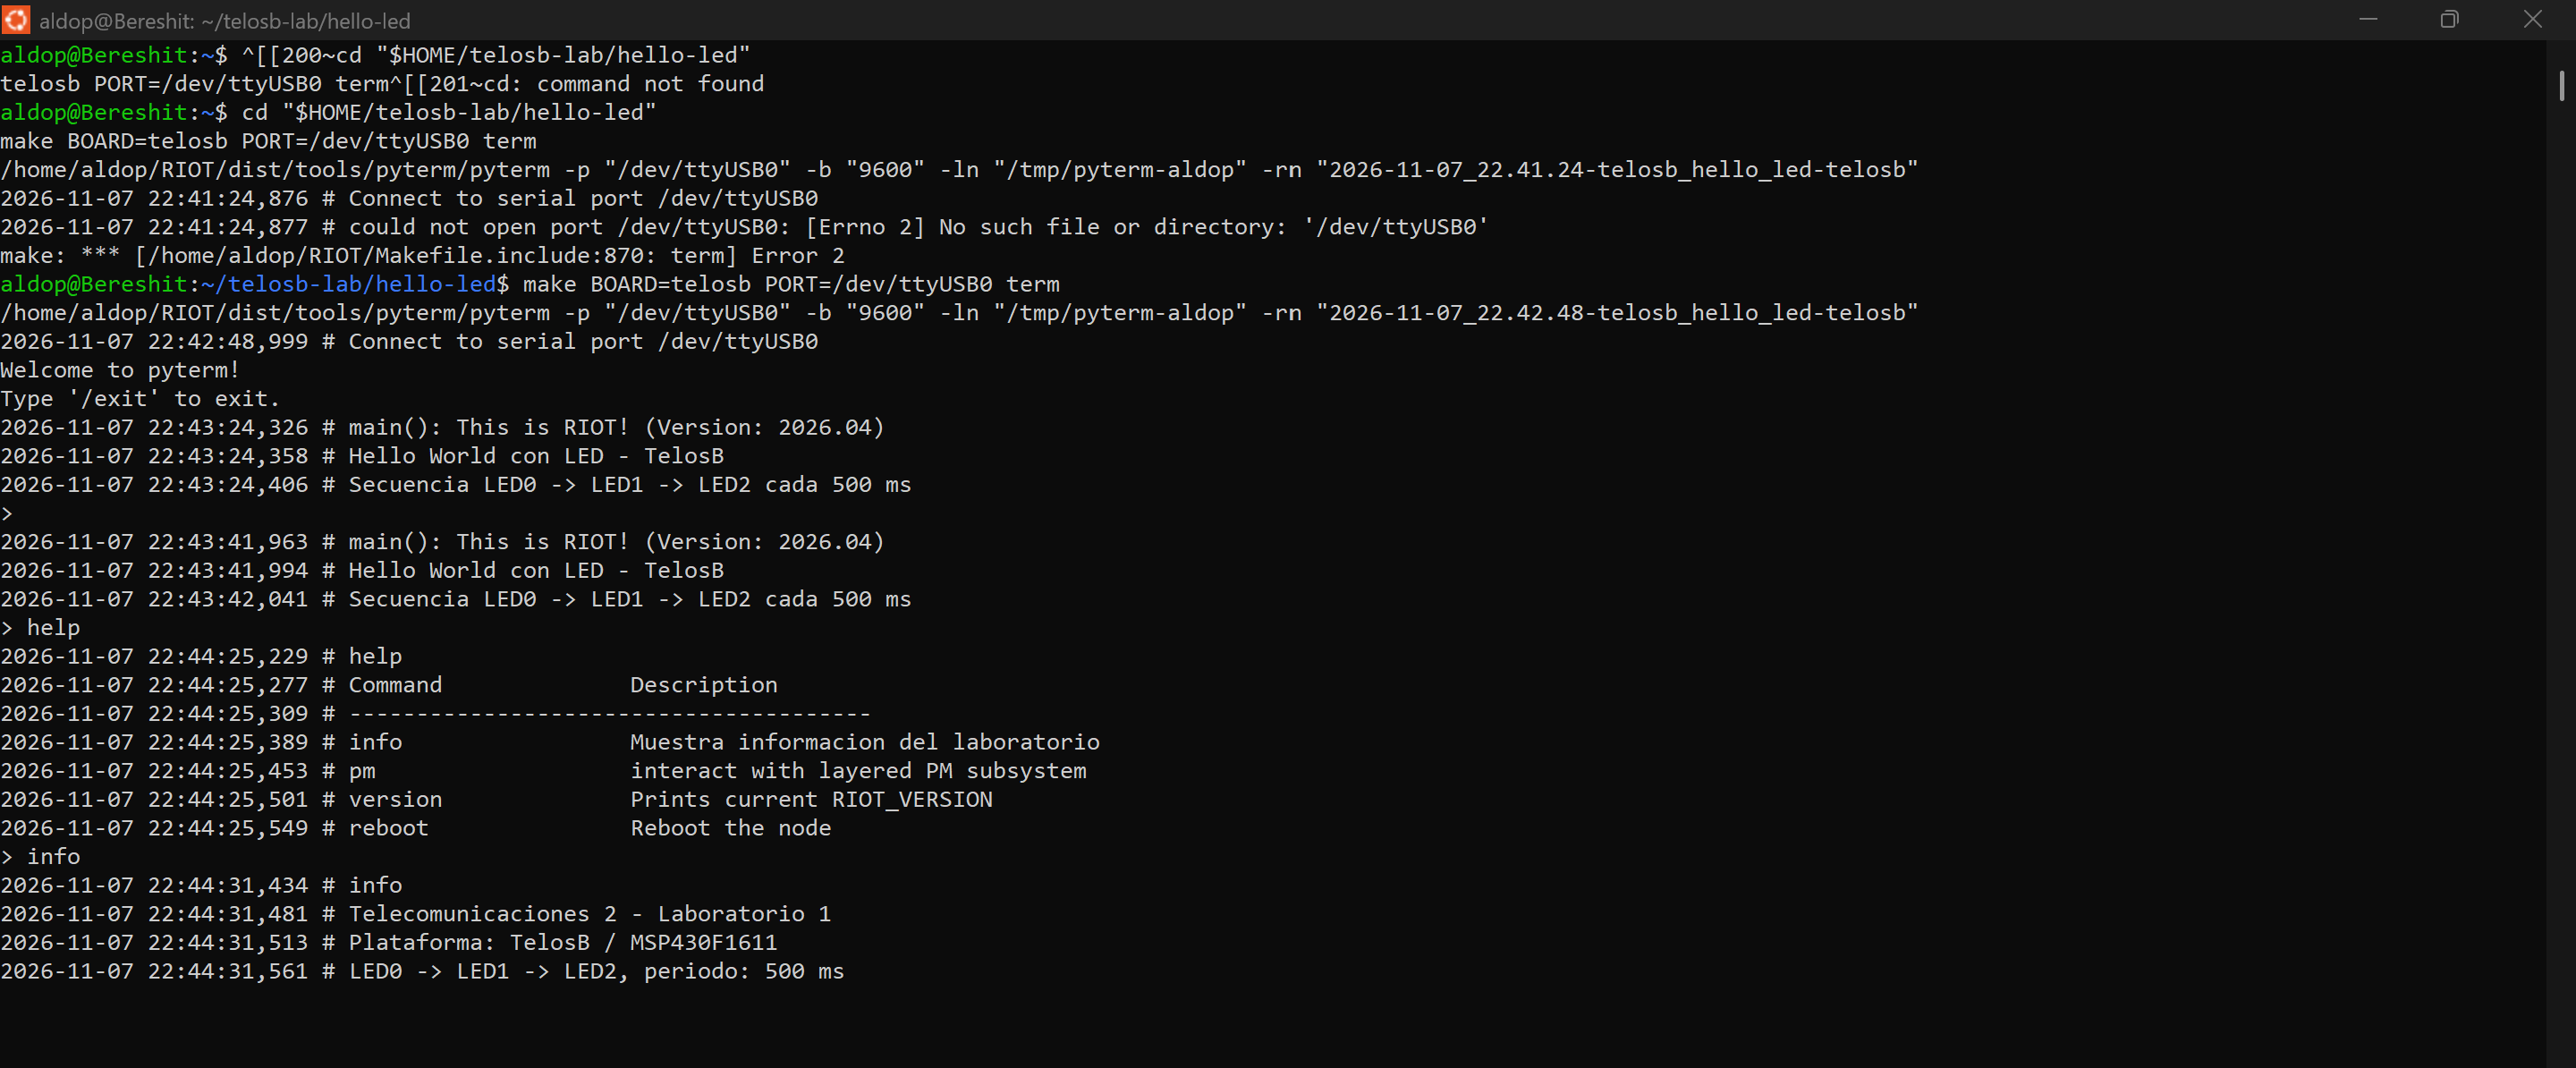 aldop@Bereshit: ~/telosb-lab/hello-led
aldop@Bereshit:~$ ^[[200~cd "$HOME/telosb-lab/hello-led"
telosb PORT=/dev/ttyUSB0 term^[[201~cd: command not found
aldop@Bereshit:~$ cd "$HOME/telosb-lab/hello-led"
make BOARD=telosb PORT=/dev/ttyUSB0 term
/home/aldop/RIOT/dist/tools/pyterm/pyterm -p "/dev/ttyUSB0" -b "9600" -ln "/tmp/pyterm-aldop" -rn "2026-11-07_22.41.24-telosb_hello_led-telosb"
2026-11-07 22:41:24,876 # Connect to serial port /dev/ttyUSB0
2026-11-07 22:41:24,877 # could not open port /dev/ttyUSB0: [Errno 2] No such file or directory: '/dev/ttyUSB0'
make: *** [/home/aldop/RIOT/Makefile.include:870: term] Error 2
aldop@Bereshit:~/telosb-lab/hello-led$ make BOARD=telosb PORT=/dev/ttyUSB0 term
/home/aldop/RIOT/dist/tools/pyterm/pyterm -p "/dev/ttyUSB0" -b "9600" -ln "/tmp/pyterm-aldop" -rn "2026-11-07_22.42.48-telosb_hello_led-telosb"
2026-11-07 22:42:48,999 # Connect to serial port /dev/ttyUSB0
Welcome to pyterm!
Type '/exit' to exit.
2026-11-07 22:43:24,326 # main(): This is RIOT! (Version: 2026.04)
2026-11-07 22:43:24,358 # Hello World con LED - TelosB
2026-11-07 22:43:24,406 # Secuencia LED0 -> LED1 -> LED2 cada 500 ms
>
2026-11-07 22:43:41,963 # main(): This is RIOT! (Version: 2026.04)
2026-11-07 22:43:41,994 # Hello World con LED - TelosB
2026-11-07 22:43:42,041 # Secuencia LED0 -> LED1 -> LED2 cada 500 ms
> help
2026-11-07 22:44:25,229 # help
2026-11-07 22:44:25,277 # Command              Description
2026-11-07 22:44:25,309 # ---------------------------------------
2026-11-07 22:44:25,389 # info                 Muestra informacion del laboratorio
2026-11-07 22:44:25,453 # pm                   interact with layered PM subsystem
2026-11-07 22:44:25,501 # version              Prints current RIOT_VERSION
2026-11-07 22:44:25,549 # reboot               Reboot the node
> info
2026-11-07 22:44:31,434 # info
2026-11-07 22:44:31,481 # Telecomunicaciones 2 - Laboratorio 1
2026-11-07 22:44:31,513 # Plataforma: TelosB / MSP430F1611
2026-11-07 22:44:31,561 # LED0 -> LED1 -> LED2, periodo: 500 ms